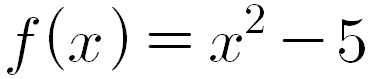 f(x) = x² − 5